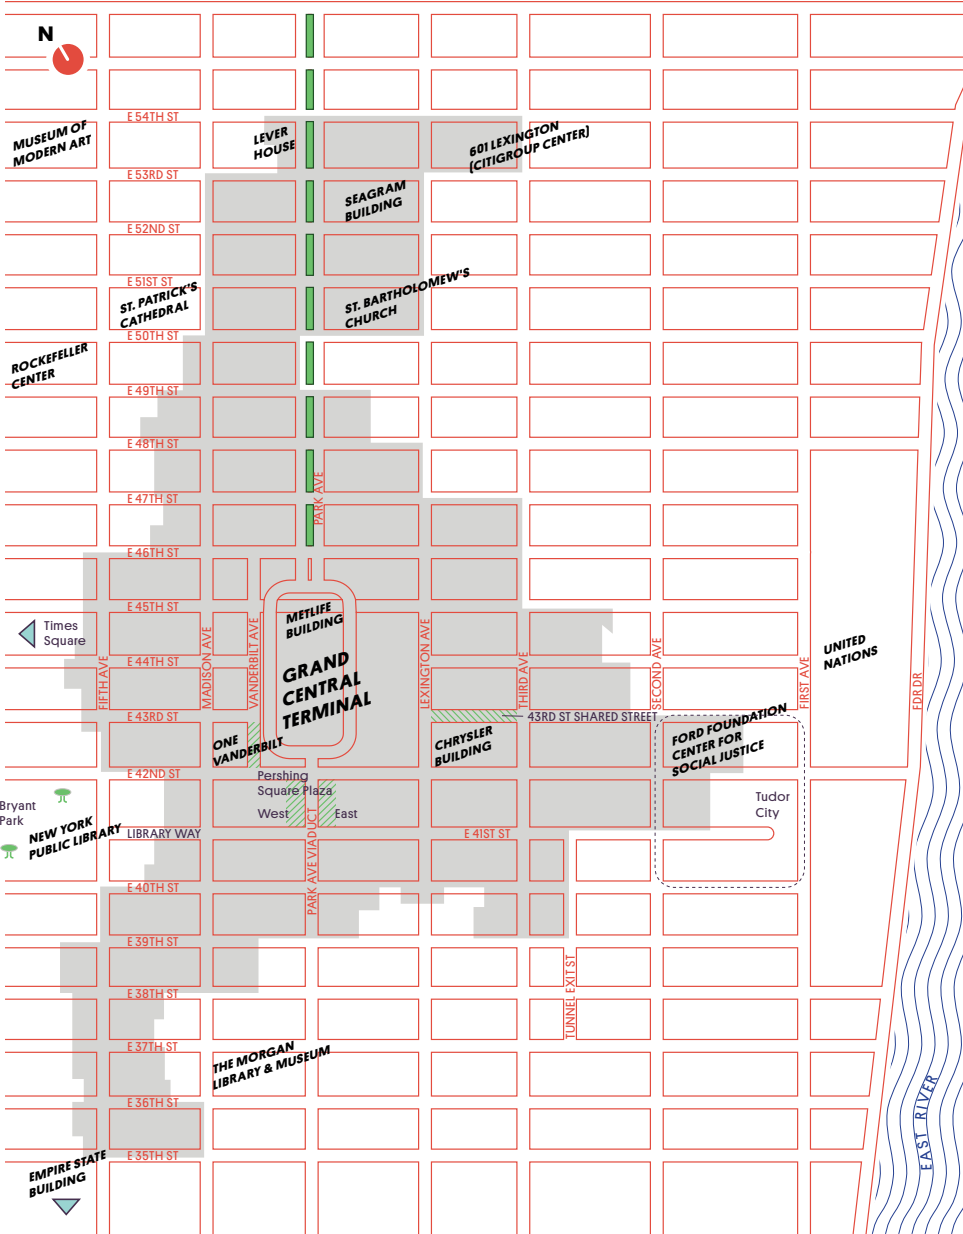 N
E 54TH ST
MUSEUM OF
MODERN ART
LEVER
HOUSE
601 LEXINGTON
(CITIGROUP CENTER)
E 53RD ST
SEAGRAM
BUILDING
E 52ND ST
E 51ST ST
ST. PATRICK'S
CATHEDRAL
ST. BARTHOLOMEW'S
CHURCH
E 50TH ST
ROCKEFELLER
CENTER
E 49TH ST
E 48TH ST
E 47TH ST
PARK AVE
E 46TH ST
E 45TH ST
METLIFE
BUILDING
Times
Square
FIFTH AVE
MADISON AVE
VANDERBILT AVE
LEXINGTON AVE
THIRD AVE
SECOND AVE
FIRST AVE
FDR DR
UNITED
NATIONS
E 44TH ST
GRAND
CENTRAL
TERMINAL
E 43RD ST
43RD ST SHARED STREET
ONE
VANDERBILT
CHRYSLER
BUILDING
FORD FOUNDATION
CENTER FOR
SOCIAL JUSTICE
E 42ND ST
Pershing
Square Plaza
West
East
Tudor
City
Bryant
Park
NEW YORK
PUBLIC LIBRARY
LIBRARY WAY
E 41ST ST
PARK AVE VIADUCT
E 40TH ST
E 39TH ST
TUNNEL EXIT ST
E 38TH ST
E 37TH ST
THE MORGAN
LIBRARY & MUSEUM
E 36TH ST
EAST RIVER
E 35TH ST
EMPIRE STATE
BUILDING